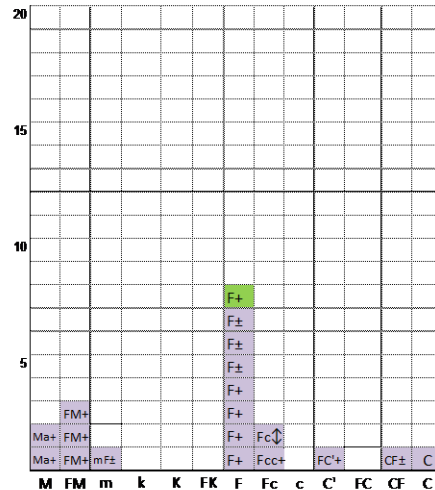 20
15
10
F+
F±
F±
5
F±
F+
FM+
F+
Ma+ FM+ F+ Fc↕
Ma+ FM+ mF± F+ Fcc+ FC'+ CF± C
M FM m k K FK F Fc c C' FC CF C